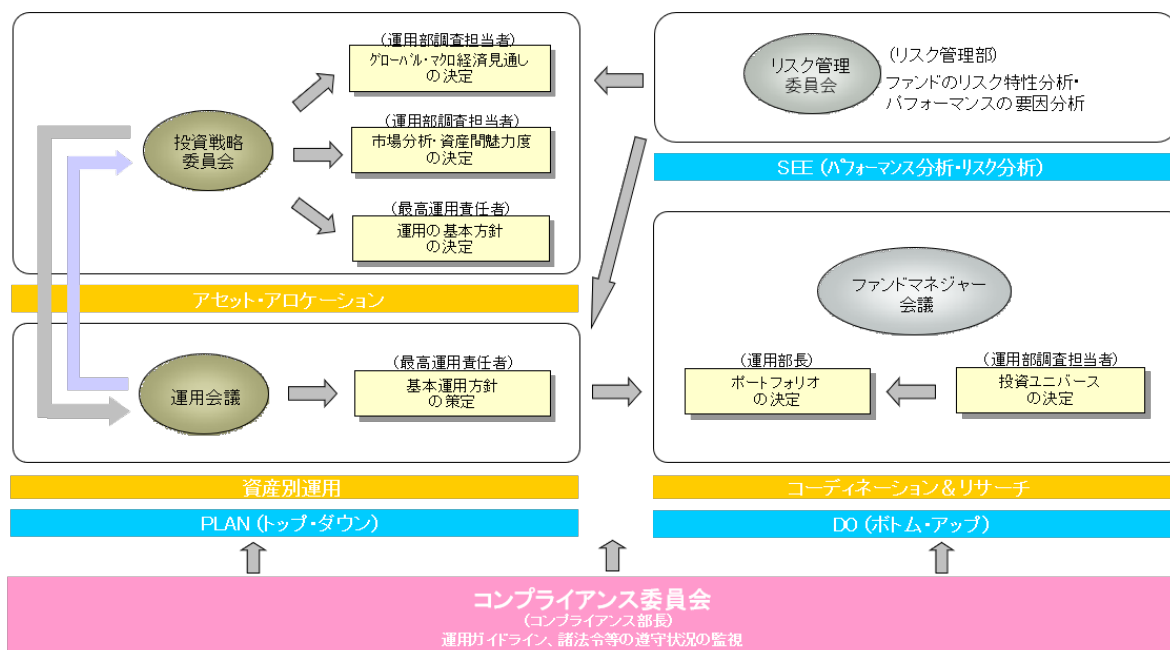 (運用部調査担当者)
グローバル・マクロ経済見通し
の決定
投資戦略
委員会
(運用部調査担当者)
市場分析・資産間魅力度
の決定
(最高運用責任者)
運用の基本方針
の決定
アセット・アロケーション
運用会議
(最高運用責任者)
基本運用方針
の策定
資産別運用
PLAN (トップ・ダウン)
リスク管理
委員会
(リスク管理部)
ファンドのリスク特性分析・
パフォーマンスの要因分析
SEE (パフォーマンス分析・リスク分析)
ファンドマネジャー
会議
(運用部長)
ポートフォリオ
の決定
(運用部調査担当者)
投資ユニバース
の決定
コーディネーション&リサーチ
DO (ボトム・アップ)
コンプライアンス委員会
(コンプライアンス部長)
運用ガイドライン、諸法令等の遵守状況の監視